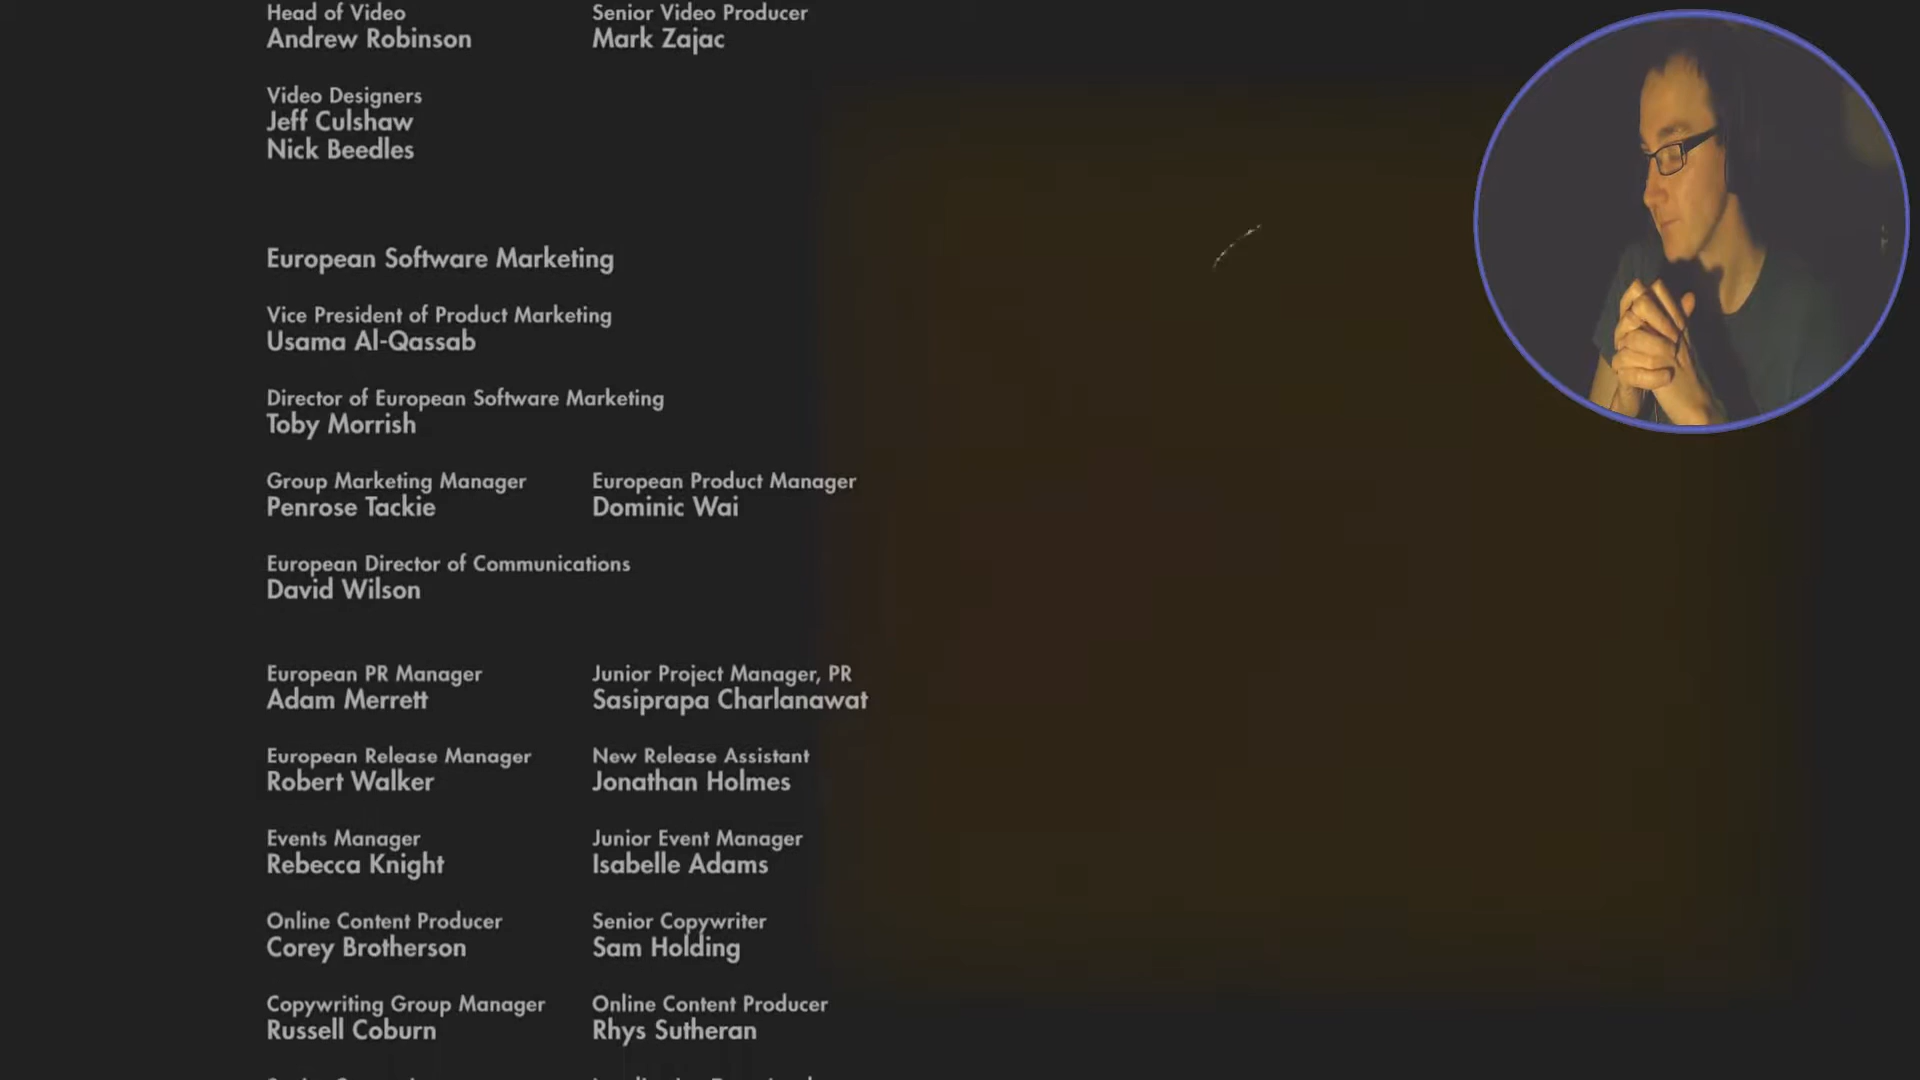 Head of Video
Andrew Robinson
Senior Video Producer
Mark Zajac
Video Designers
Jeff Culshaw
Nick Beedles
European Software Marketing
Vice President of Product Marketing
Usama Al-Qassab
Director of European Software Marketing
Toby Morrish
Group Marketing Manager
Penrose Tackie
European Product Manager
Dominic Wai
European Director of Communications
David Wilson
European PR Manager
Adam Merrett
Junior Project Manager, PR
Sasiprapa Charlanawat
European Release Manager
Robert Walker
New Release Assistant
Jonathan Holmes
Events Manager
Rebecca Knight
Junior Event Manager
Isabelle Adams
Online Content Producer
Corey Brotherson
Senior Copywriter
Sam Holding
Copywriting Group Manager
Russell Coburn
Online Content Producer
Rhys Sutheran